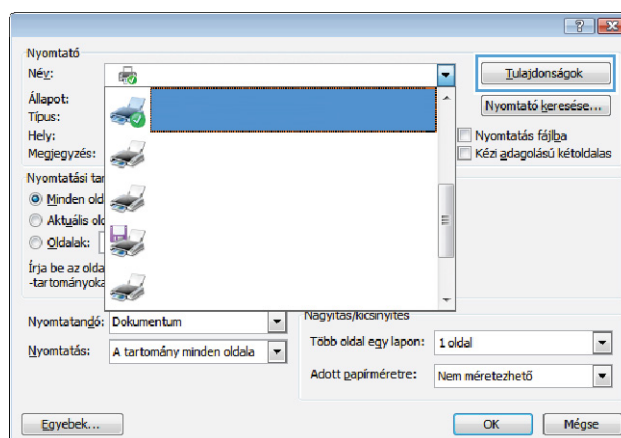 Nyomtató
Név:
Tulajdonságok
Állapot:
Nyomtató keresése...
Típus:
Hely:
Nyomtatás fájlba
Megjegyzés:
Kézi adagolású kétoldalas
Nyomtatási tar
Minden old
Aktuális old
Oldalak:
Írja be az olda
-tartományoka
Nyomtatandó: Dokumentum
Nagyítás/kicsinyítés
Nyomtatás: A tartomány minden oldala
Több oldal egy lapon: 1 oldal
Adott papírméretre: Nem méretezhető
Egyebek...
OK
Mégse